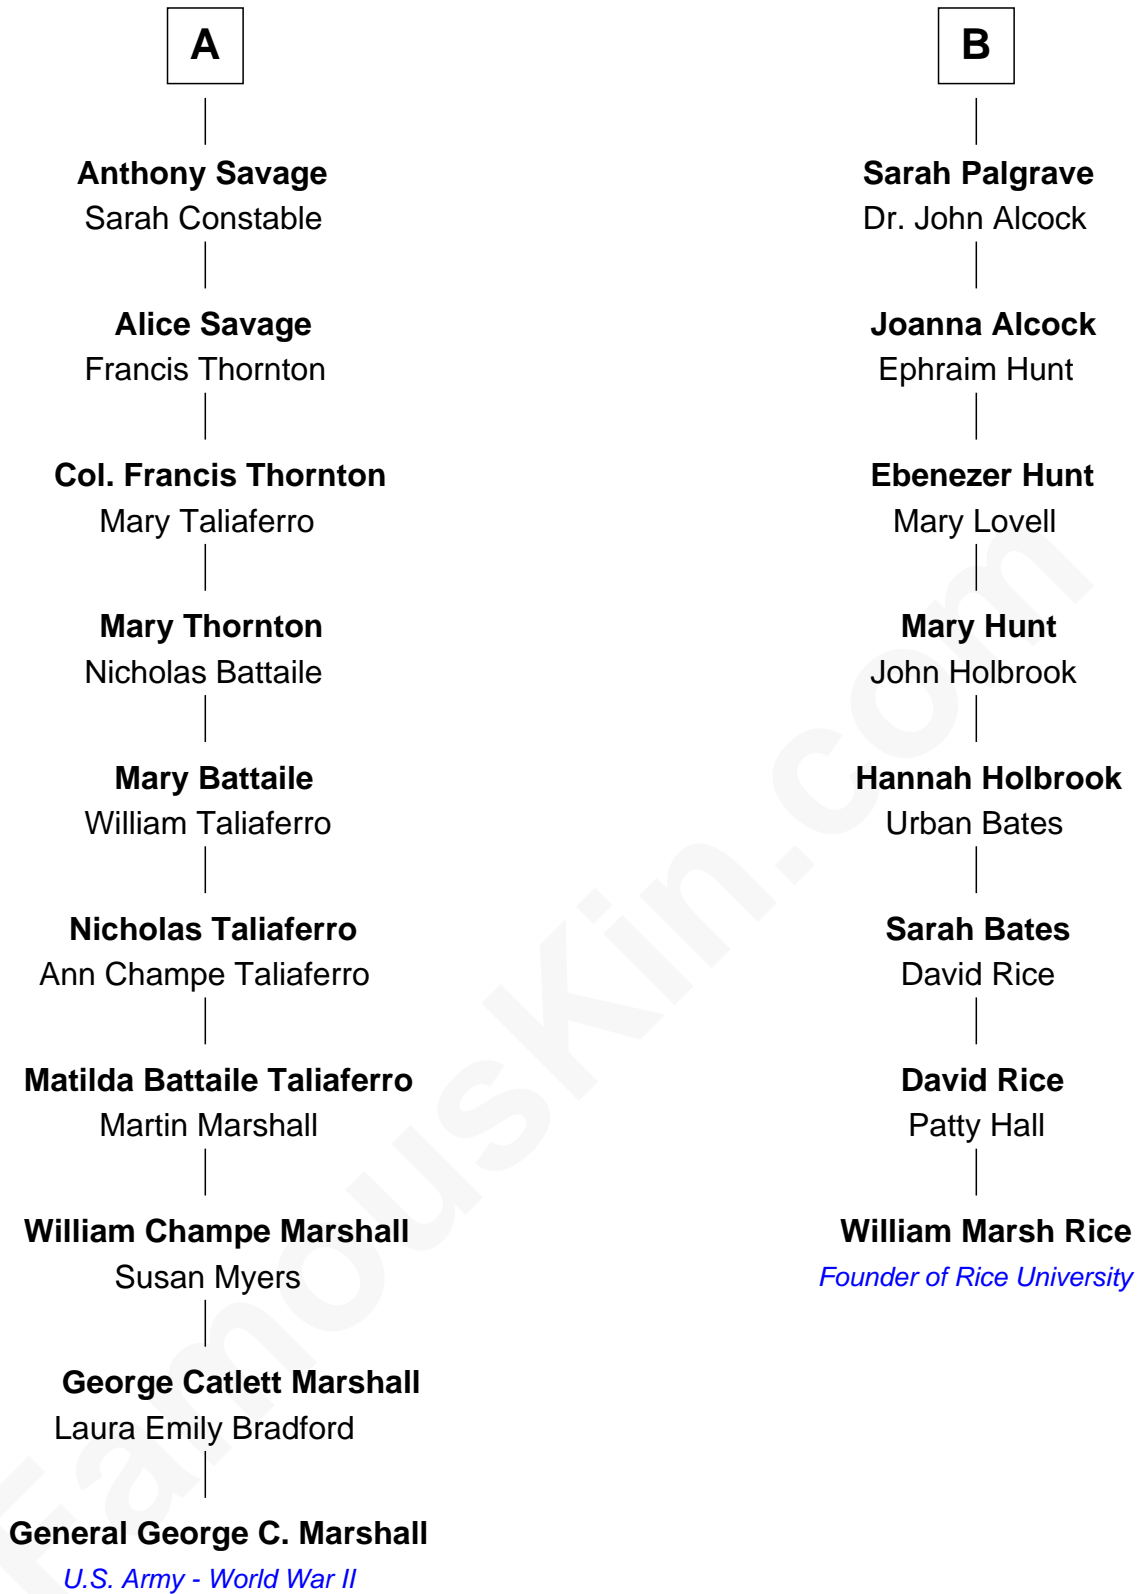 A
Anthony Savage
Sarah Constable
Alice Savage
Francis Thornton
Col. Francis Thornton
Mary Taliaferro
Mary Thornton
Nicholas Battaile
Mary Battaile
William Taliaferro
Nicholas Taliaferro
Ann Champe Taliaferro
Matilda Battaile Taliaferro
Martin Marshall
William Champe Marshall
Susan Myers
George Catlett Marshall
Laura Emily Bradford
General George C. Marshall
U.S. Army - World War II
B
Sarah Palgrave
Dr. John Alcock
Joanna Alcock
Ephraim Hunt
Ebenezer Hunt
Mary Lovell
Mary Hunt
John Holbrook
Hannah Holbrook
Urban Bates
Sarah Bates
David Rice
David Rice
Patty Hall
William Marsh Rice
Founder of Rice University
FamousKin.com